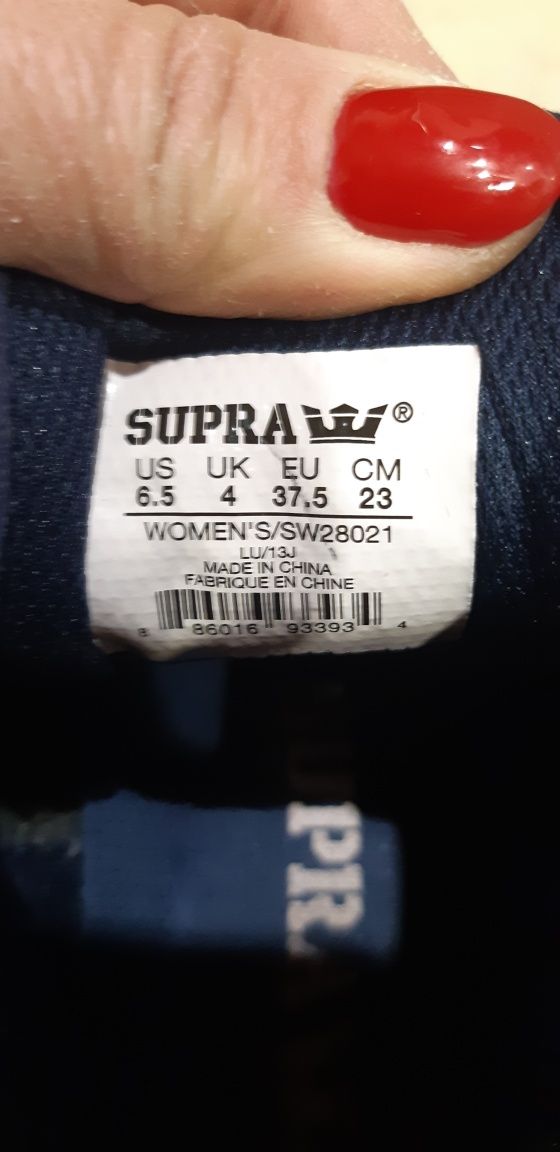 SUPRA ®
US UK EU CM
6.5 4 37.5 23
WOMEN'S/SW28021
LU/13J
MADE IN CHINA
FABRIQUE EN CHINE
8 86016 93393 4